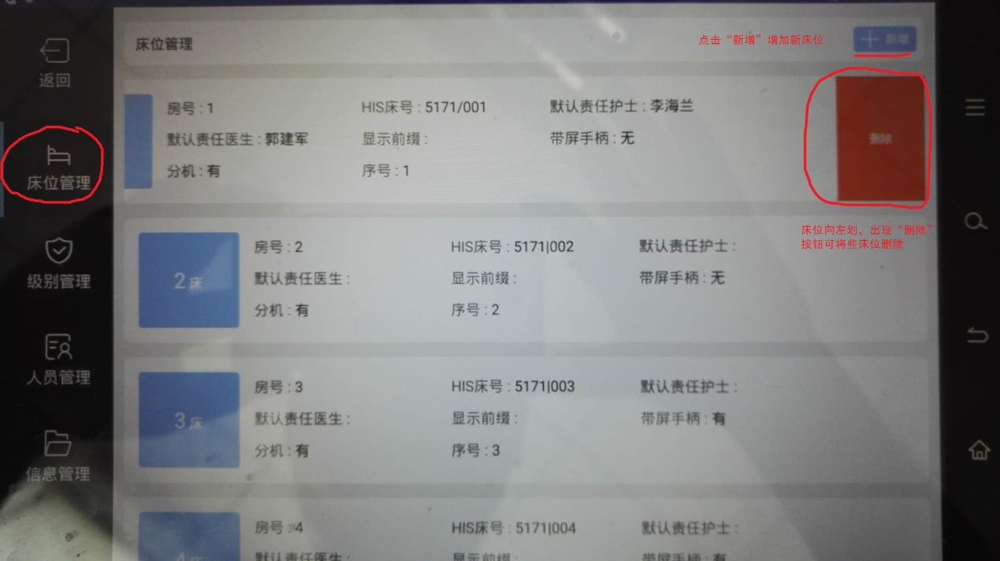 返回
床位管理
级别管理
人员管理
信息管理
床位管理
点击“新增”增加新床位
新增
房号：1 HIS床号：5171/001 默认责任护士：李海兰
默认责任医生：郭建军 显示前缀： 带屏手柄：无
分机：有 序号：1
删除
床位向左划，出现“删除”
按钮可将些床位删除
2床
房号：2 HIS床号：5171|002 默认责任护士：
默认责任医生： 显示前缀： 带屏手柄：无
分机：有 序号：2
3床
房号：3 HIS床号：5171|003 默认责任护士：
默认责任医生： 显示前缀： 带屏手柄：有
分机：有 序号：3
4床
房号：4 HIS床号：5171|004 默认责任护士：
默认责任医生： 显示前缀： 带屏手柄：有